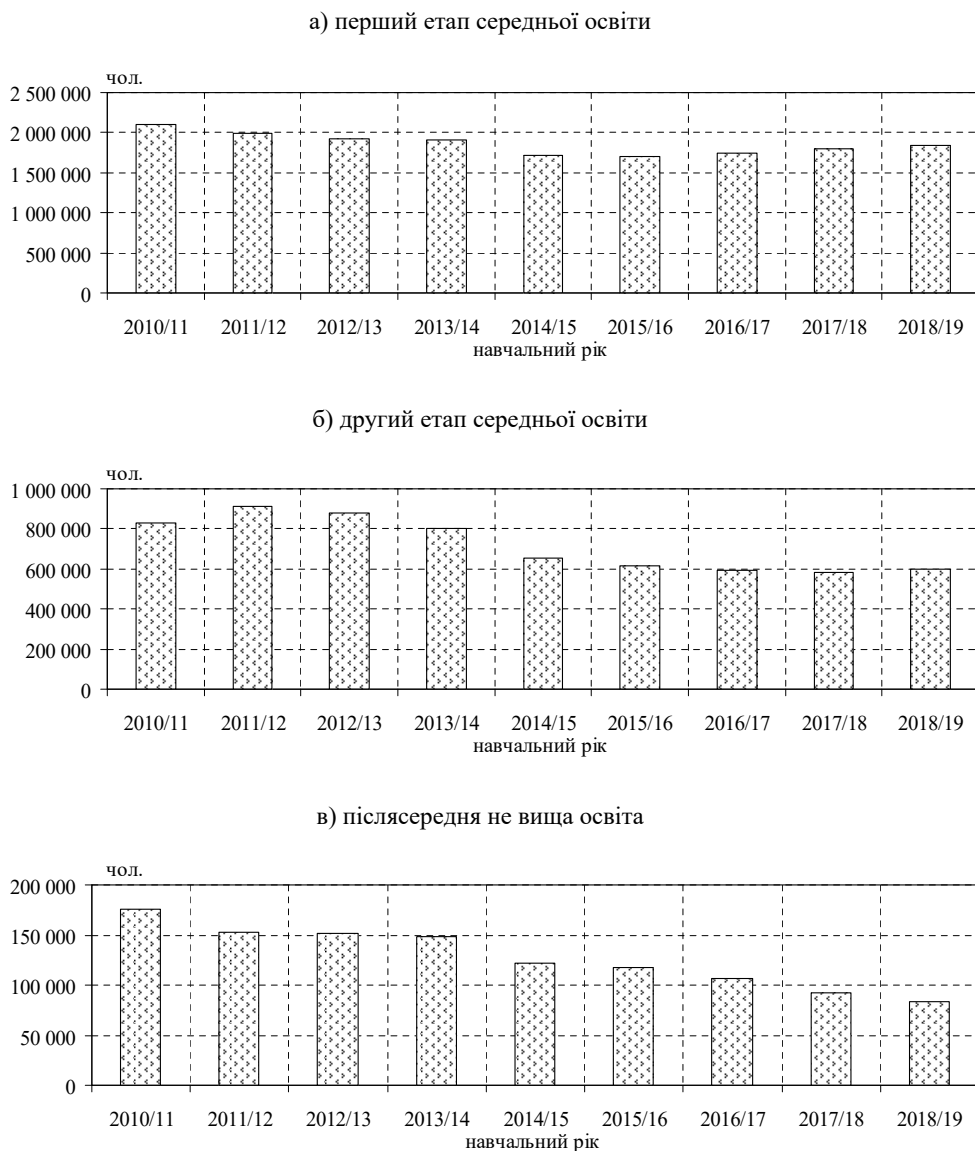 а) перший етап середньої освіти
чол.
2 500 000
2 000 000
1 500 000
1 000 000
500 000
0
2010/11 2011/12 2012/13 2013/14 2014/15 2015/16 2016/17 2017/18 2018/19
навчальний рік
б) другий етап середньої освіти
чол.
1 000 000
800 000
600 000
400 000
200 000
0
2010/11 2011/12 2012/13 2013/14 2014/15 2015/16 2016/17 2017/18 2018/19
навчальний рік
в) післясередня не вища освіта
чол.
200 000
150 000
100 000
50 000
0
2010/11 2011/12 2012/13 2013/14 2014/15 2015/16 2016/17 2017/18 2018/19
навчальний рік